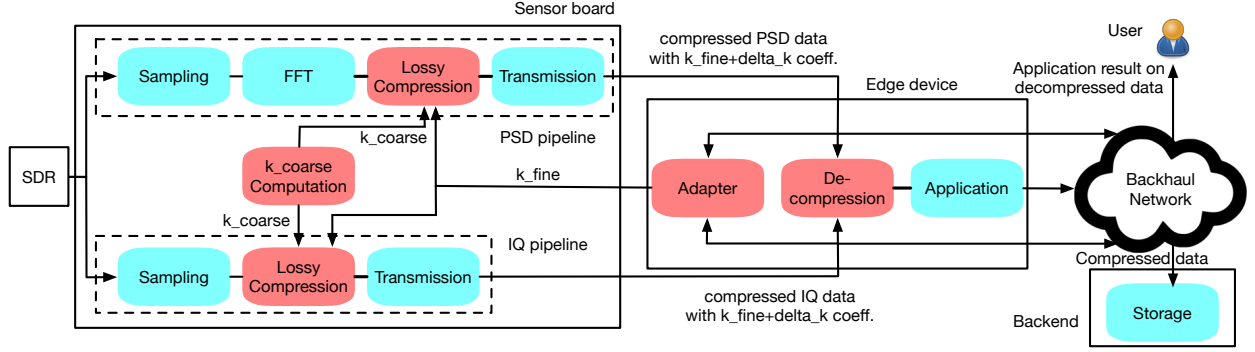 Sensor board
User
compressed PSD data
with k_fine+delta_k coeff.
Sampling
FFT
Lossy
Compression
Transmission
Application result on
decompressed data
Edge device
k_coarse
PSD pipeline
SDR
k_coarse
Computation
k_fine
Adapter
De-
compression
Application
Backhaul
Network
k_coarse
IQ pipeline
Sampling
Lossy
Compression
Transmission
Compressed data
compressed IQ data
with k_fine+delta_k coeff.
Backend
Storage